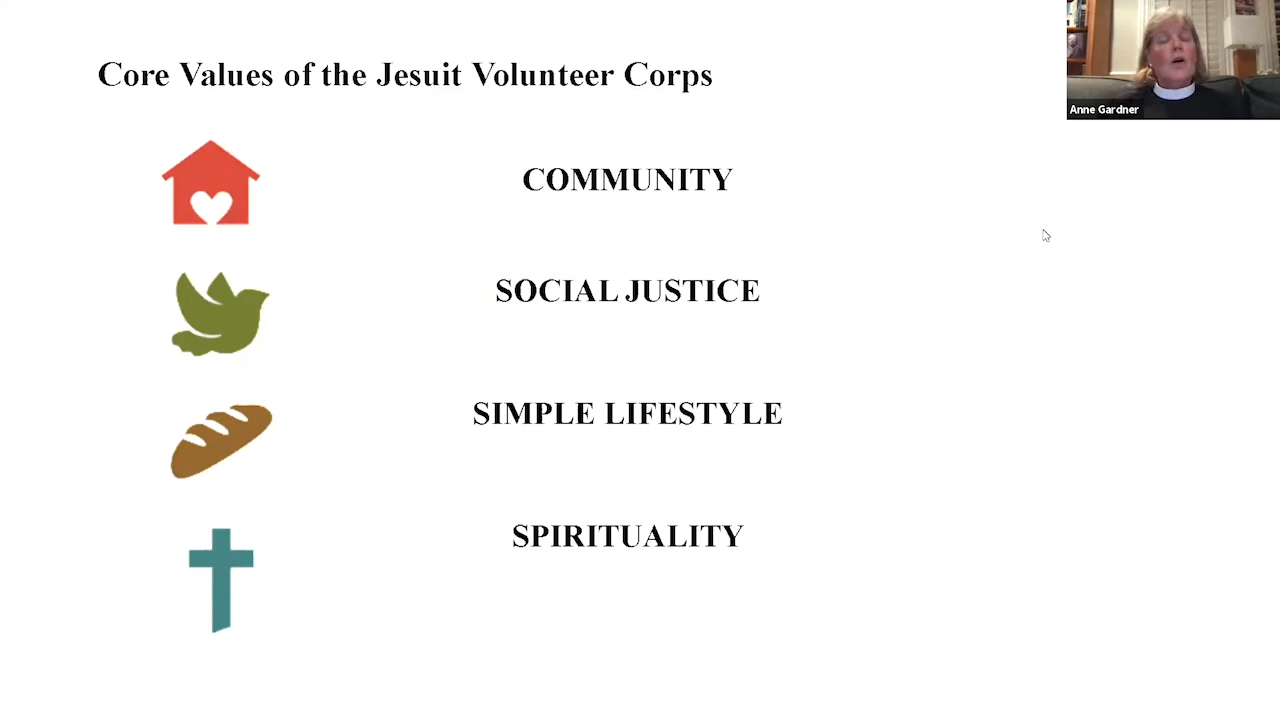 Core Values of the Jesuit Volunteer Corps
Anne Gardner
COMMUNITY
SOCIAL JUSTICE
SIMPLE LIFESTYLE
SPIRITUALITY